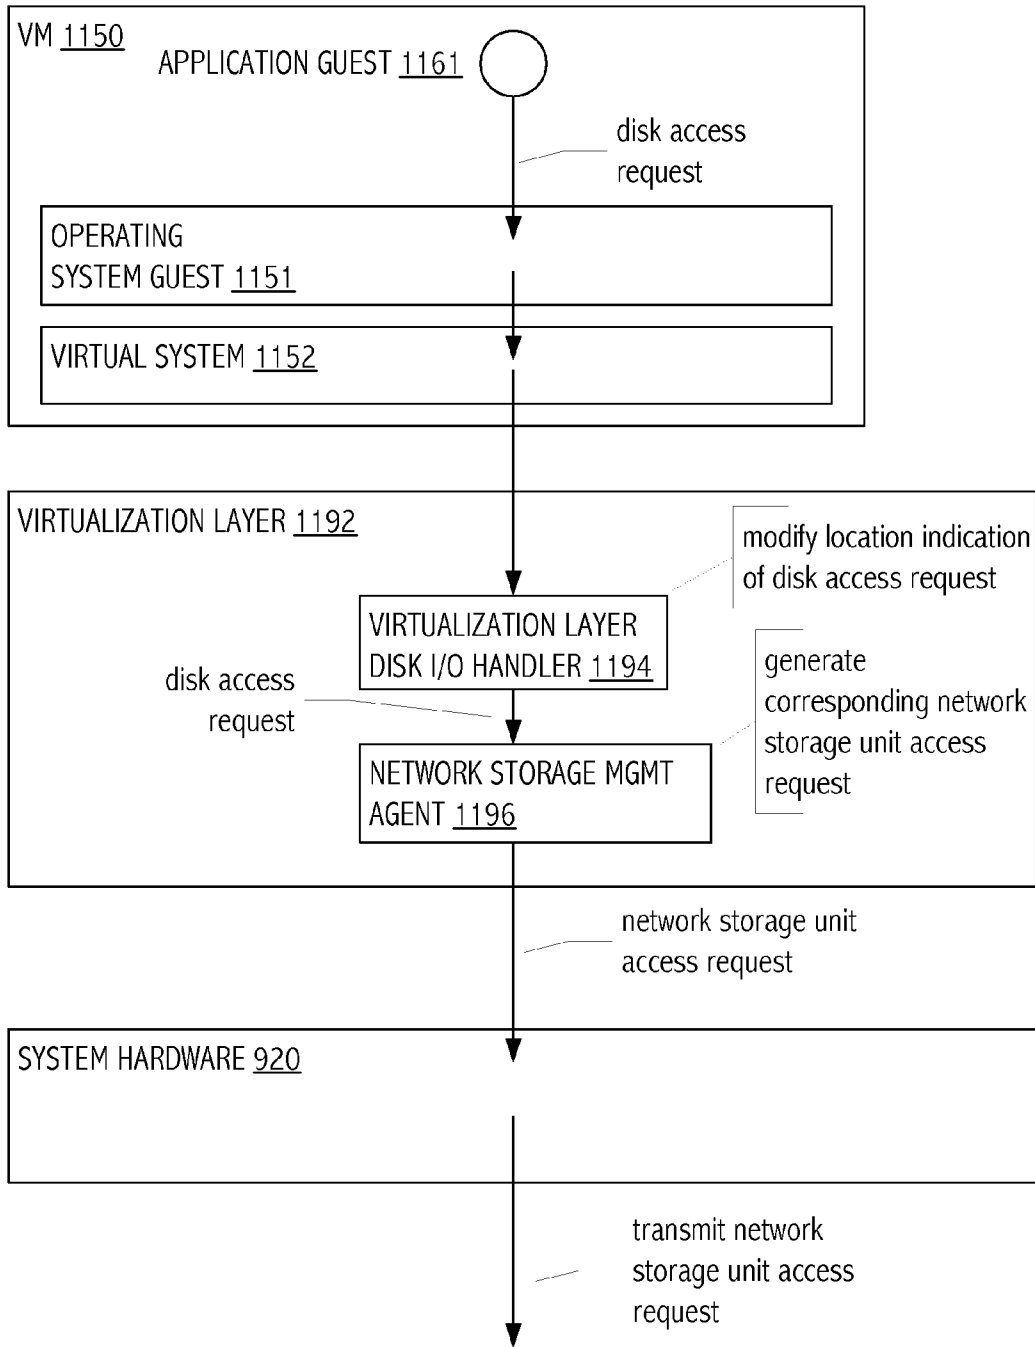 VM 1150
APPLICATION GUEST 1161
disk access
request
OPERATING
SYSTEM GUEST 1151
VIRTUAL SYSTEM 1152
VIRTUALIZATION LAYER 1192
modify location indication
of disk access request
VIRTUALIZATION LAYER
DISK I/O HANDLER 1194
generate
corresponding network
storage unit access
request
disk access
request
NETWORK STORAGE MGMT
AGENT 1196
network storage unit
access request
SYSTEM HARDWARE 920
transmit network
storage unit access
request